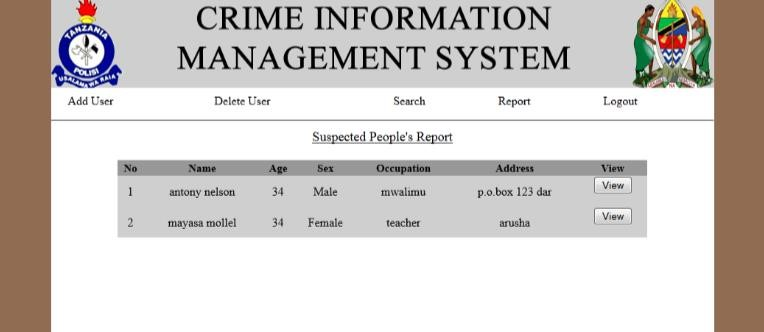 CRIME INFORMATION
MANAGEMENT SYSTEM
TANZANIA
POLISI
USALAMA WA RAIA
Add User Delete User Search Report Logout
Suspected People's Report
No Name Age Sex Occupation Address View
1 antony nelson 34 Male mwalimu p.o.box 123 dar View
2 mayasa mollel 34 Female teacher arusha View